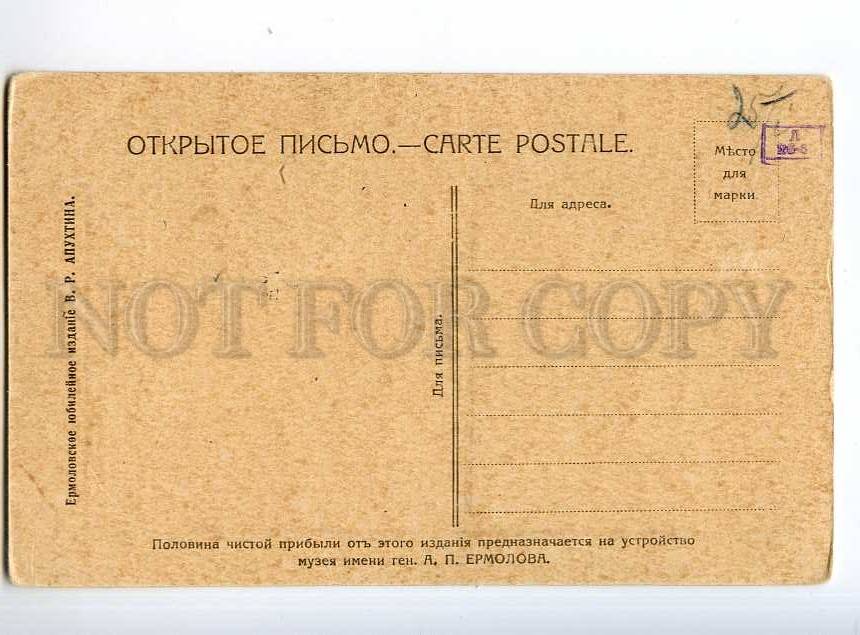 ОТКРЫТОЕ ПИСЬМО.—CARTE POSTALE.
Мѣсто
для
марки.
Для адреса.
Ермоловское юбилейное изданіе В. Р. АПУХТИНА.
Для письма.
NOT FOR COPY
Половина чистой прибыли отъ этого изданія предназначается на устройство
музея имени ген. А. П. ЕРМОЛОВА.